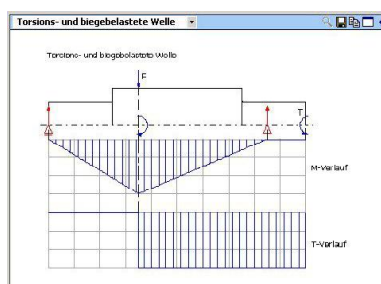 Torsions- und biegebelastete Welle
Torsions- und biegebelastete Welle
F
T
M-Verlauf
T-Verlauf